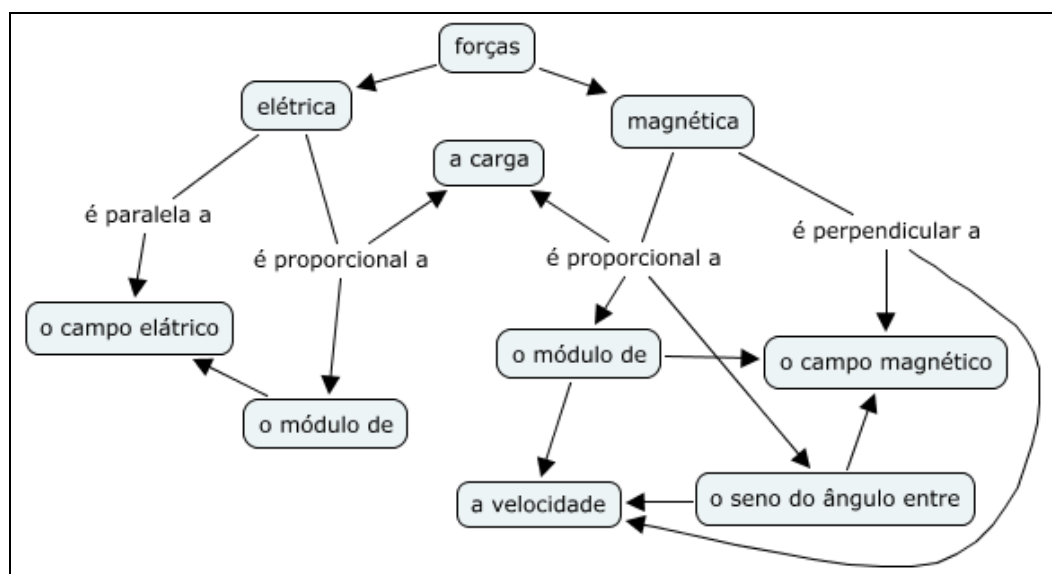 forças
elétrica
magnética
a carga
é paralela a
é proporcional a
é proporcional a
é perpendicular a
o campo elátrico
o módulo de
o campo magnético
o módulo de
a velocidade
o seno do ângulo entre